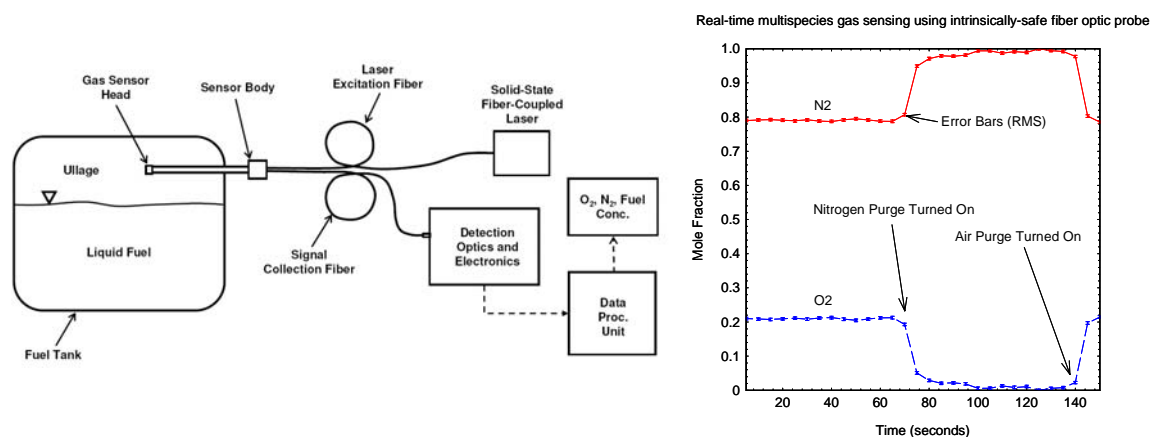 Gas Sensor
Head
Sensor Body
Laser
Excitation Fiber
Solid-State
Fiber-Coupled
Laser
Ullage
Liquid Fuel
Fuel Tank
Signal
Collection Fiber
Detection
Optics and
Electronics
O₂, N₂, Fuel
Conc.
Data
Proc.
Unit
Real-time multispecies gas sensing using intrinsically-safe fiber optic probe
1.0
0.9
0.8
0.7
0.6
0.5
0.4
0.3
0.2
0.1
0
Mole Fraction
N2
Error Bars (RMS)
Nitrogen Purge Turned On
Air Purge Turned On
O2
20 40 60 80 100 120 140
Time (seconds)